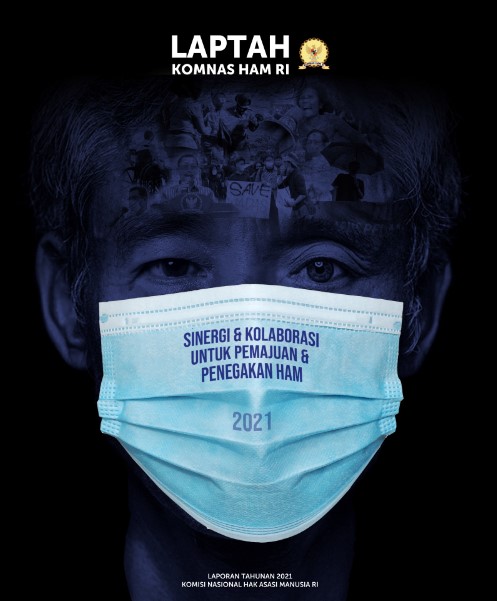 LAPTAH
KOMNAS HAM RI
SAVE
SINERGI & KOLABORASI
UNTUK PEMAJUAN &
PENEGAKAN HAM
2021
LAPORAN TAHUNAN 2021
KOMISI NASIONAL HAK ASASI MANUSIA RI